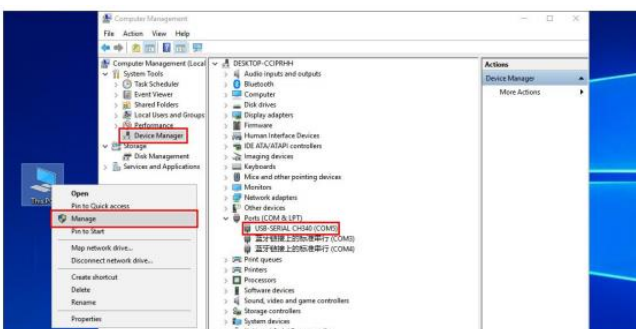 Computer Management
File Action View Help
Computer Management (Local
System Tools
Task Scheduler
Event Viewer
Shared Folders
Local Users and Groups
Performance
Device Manager
Storage
Disk Management
Services and Applications
DESKTOP-CCIPRHH
Audio inputs and outputs
Bluetooth
Computer
Disk drives
Display adapters
Firmware
Human Interface Devices
IDE ATA/ATAPI controllers
Imaging devices
Keyboards
Mice and other pointing devices
Monitors
Network adapters
Other devices
Ports (COM & LPT)
USB-SERIAL CH340 (COM5)
蓝牙链接上的标准串行 (COM3)
蓝牙链接上的标准串行 (COM4)
Print queues
Printers
Processors
Software devices
Sound, video and game controllers
Storage controllers
System devices
Actions
Device Manager
More Actions
This PC
Open
Pin to Quick access
Manage
Pin to Start
Map network drive...
Disconnect network drive...
Create shortcut
Delete
Rename
Properties